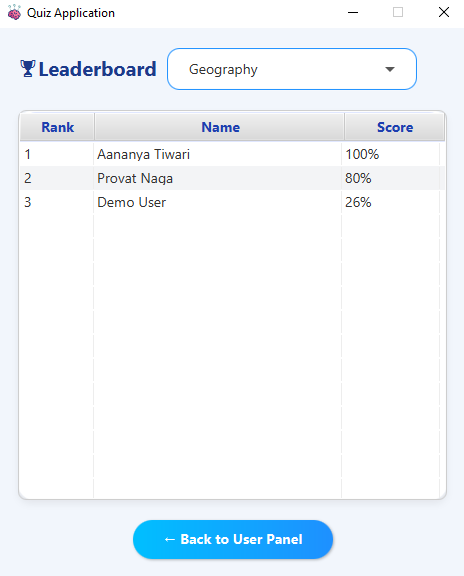 Quiz Application
Leaderboard Geography
Rank Name Score
1 Aananya Tiwari 100%
2 Provat Naga 80%
3 Demo User 26%
← Back to User Panel